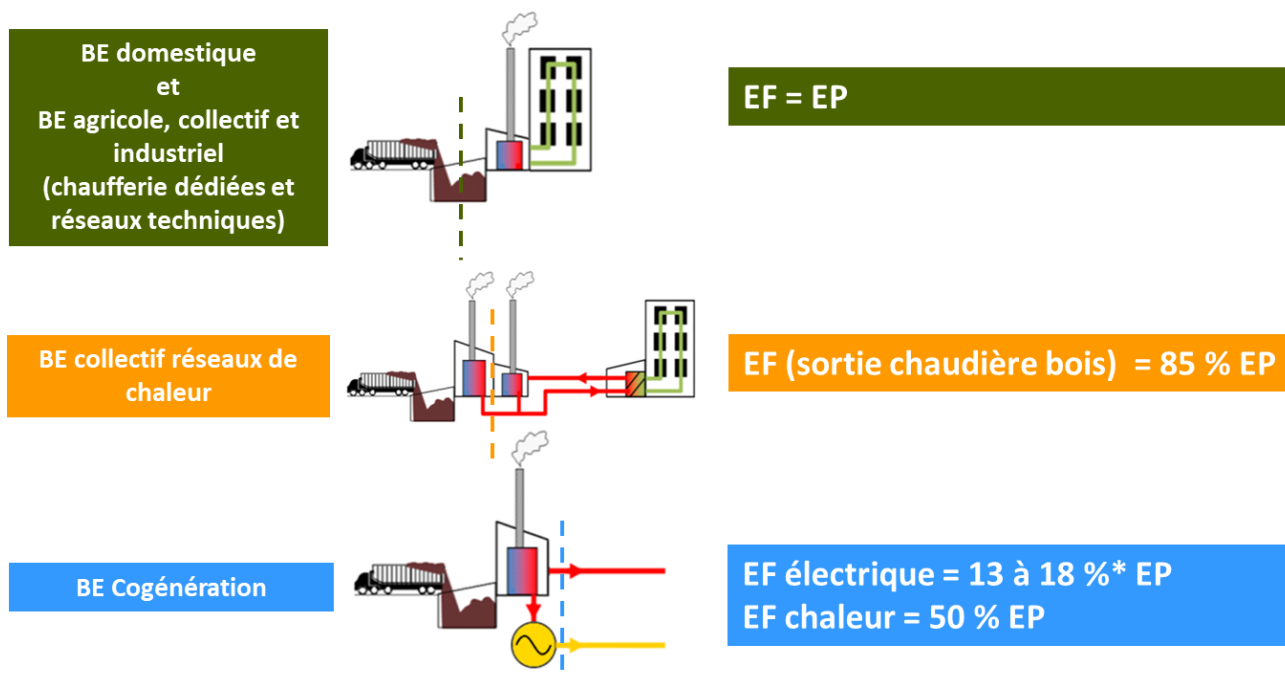 BE domestique
et
BE agricole, collectif et
industriel
(chaufferie dédiées et
réseaux techniques)
EF = EP
BE collectif réseaux de
chaleur
EF (sortie chaudière bois) = 85 % EP
BE Cogénération
EF électrique = 13 à 18 %* EP
EF chaleur = 50 % EP